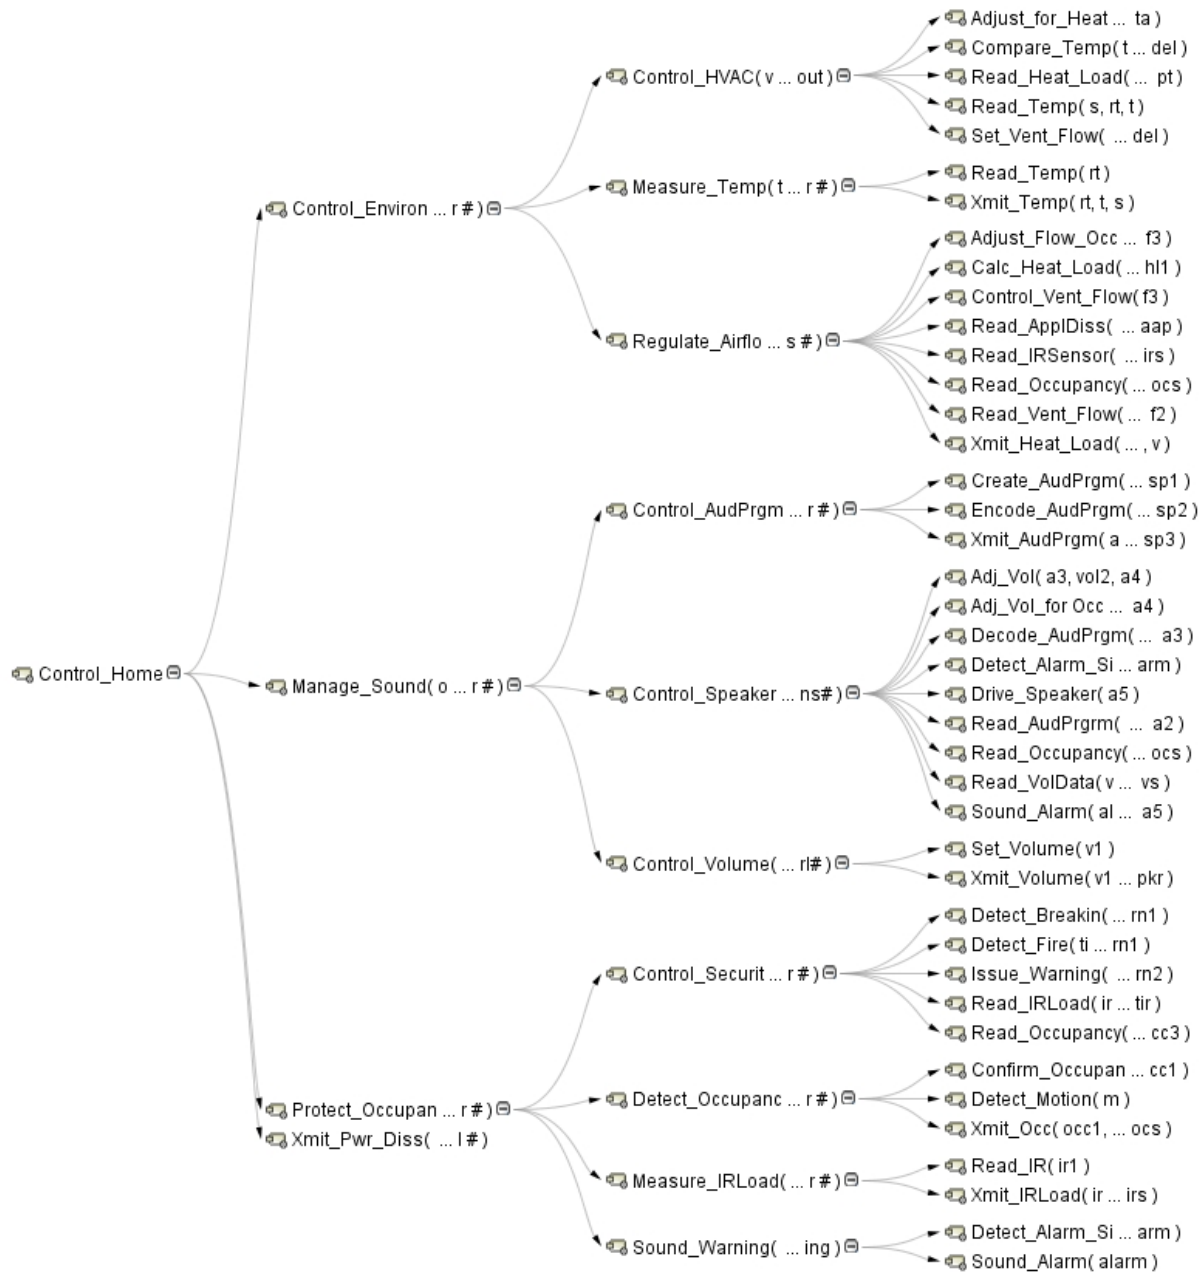 Control_Home
Control_Environ ... r # )
Control_HVAC( v ... out )
Adjust_for_Heat ... ta )
Compare_Temp( t ... del )
Read_Heat_Load( ... pt )
Read_Temp( s, rt, t )
Set_Vent_Flow( ... del )
Measure_Temp( t ... r# )
Read_Temp( rt )
Xmit_Temp( rt, t, s )
Regulate_Airflo ... s # )
Adjust_Flow_Occ ... f3 )
Calc_Heat_Load( ... hl1 )
Control_Vent_Flow( f3 )
Read_ApplDiss( ... aap )
Read_IRSensor( ... irs )
Read_Occupancy( ... ocs )
Read_Vent_Flow( ... f2 )
Xmit_Heat_Load( ... , v )
Manage_Sound( o ... r# )
Control_AudPrgm ... r # )
Create_AudPrgm( ... sp1 )
Encode_AudPrgm( ... sp2 )
Xmit_AudPrgm( a ... sp3 )
Control_Speaker ... ns# )
Adj_Vol( a3, vol2, a4 )
Adj_Vol_for Occ ... a4 )
Decode_AudPrgm( ... a3 )
Detect_Alarm_Si ... arm )
Drive_Speaker( a5 )
Read_AudPrgrm( ... a2 )
Read_Occupancy( ... ocs )
Read_VolData( v ... vs )
Sound_Alarm( al ... a5 )
Control_Volume( ... rl# )
Set_Volume( v1 )
Xmit_Volume( v1 ... pkr )
Protect_Occupan ... r # )
Control_Securit ... r # )
Detect_Breakin( ... rn1 )
Detect_Fire( ti ... rn1 )
Issue_Warning( ... rn2 )
Read_IRLoad( ir ... tir )
Read_Occupancy( ... cc3 )
Detect_Occupanc ... r # )
Confirm_Occupan ... cc1 )
Detect_Motion( m )
Xmit_Occ( occ1, ... ocs )
Measure_IRLoad( ... r # )
Read_IR( ir1 )
Xmit_IRLoad( ir ... irs )
Sound_Warning( ... ing )
Detect_Alarm_Si ... arm )
Sound_Alarm( alarm )
Xmit_Pwr_Diss( ... l # )